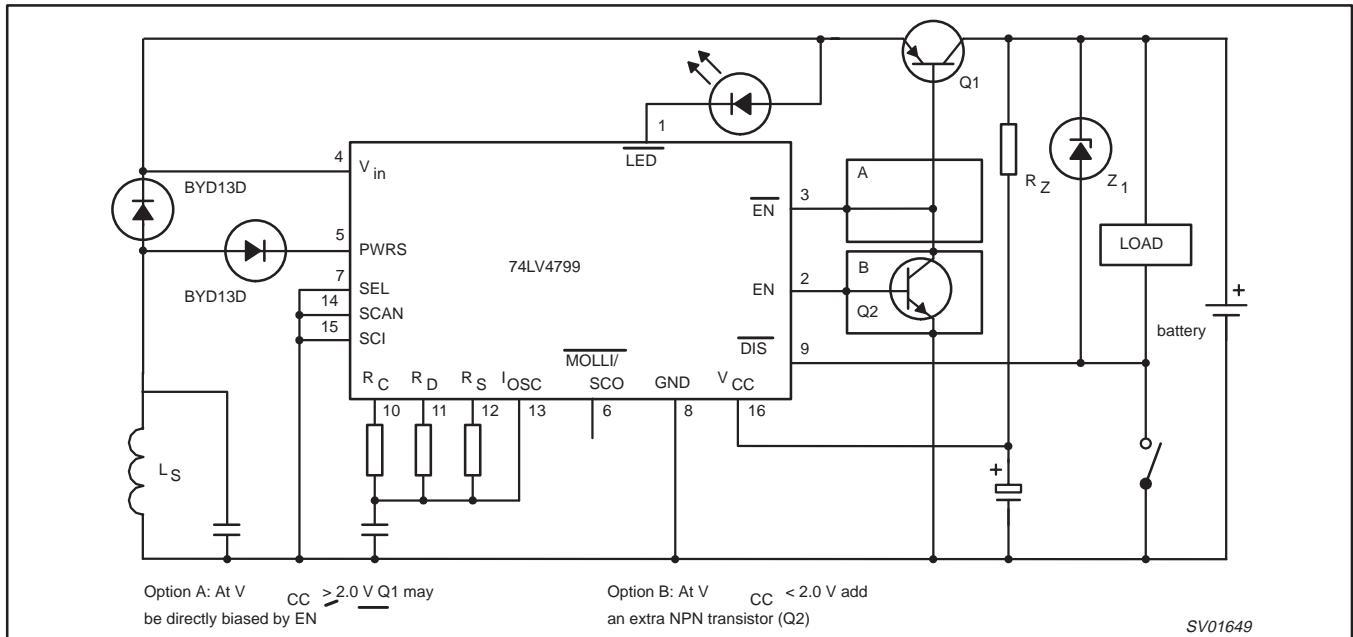 Q1
1
LED
4
V in
BYD13D
A
3
EN
R Z
Z 1
5
PWRS
LOAD
BYD13D
74LV4799
7
SEL
B
2
EN
14
SCAN
Q2
15
SCI
+
battery
DIS
9
MOLLI/
SCO
R C
R D
R S
I OSC
GND
V CC
10
11
12
13
6
8
16
L S
+
Option A: At V CC > 2.0 V Q1 may
be directly biased by EN
Option B: At V CC < 2.0 V add
an extra NPN transistor (Q2)
SV01649